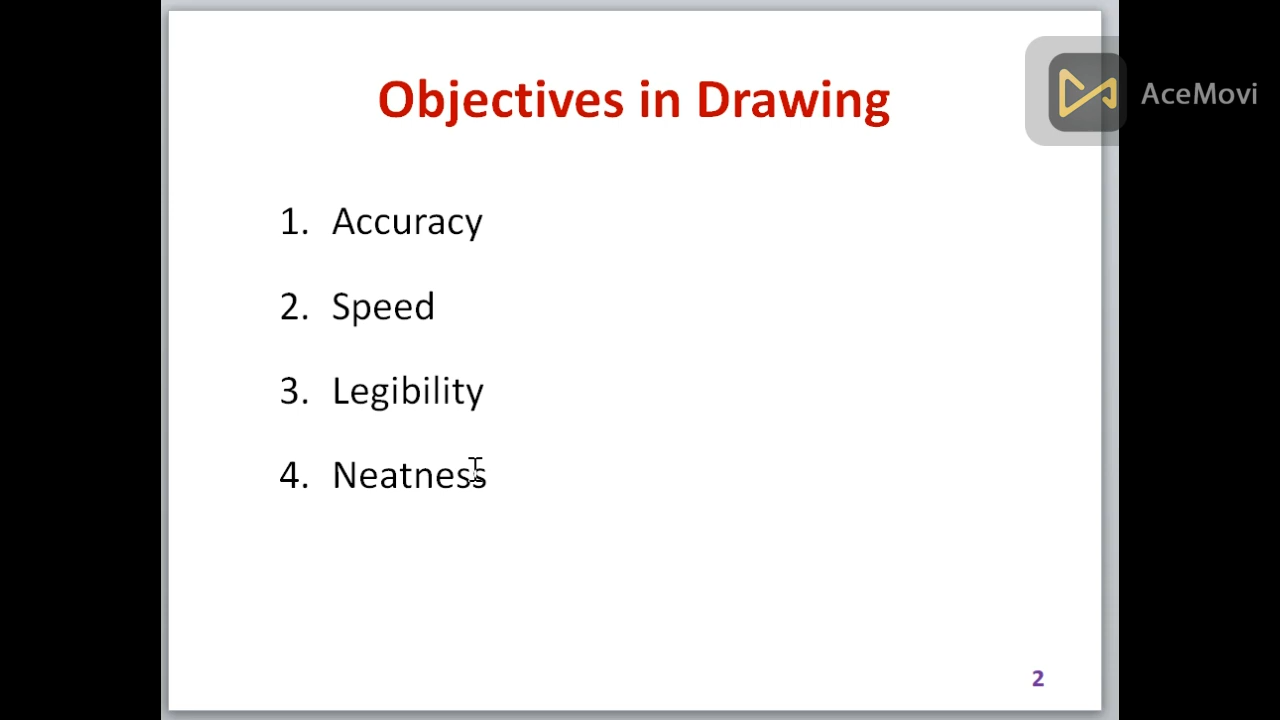 Objectives in Drawing
AceMovi
1. Accuracy
2. Speed
3. Legibility
4. Neatness
2